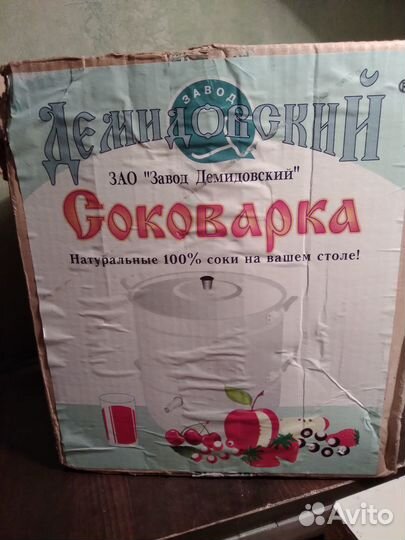 ЗАВОД
ДЕМИДОВСКИЙ
ЗАО "Завод Демидовский"
Соковарка
Натуральные 100% соки на вашем столе!
Avito